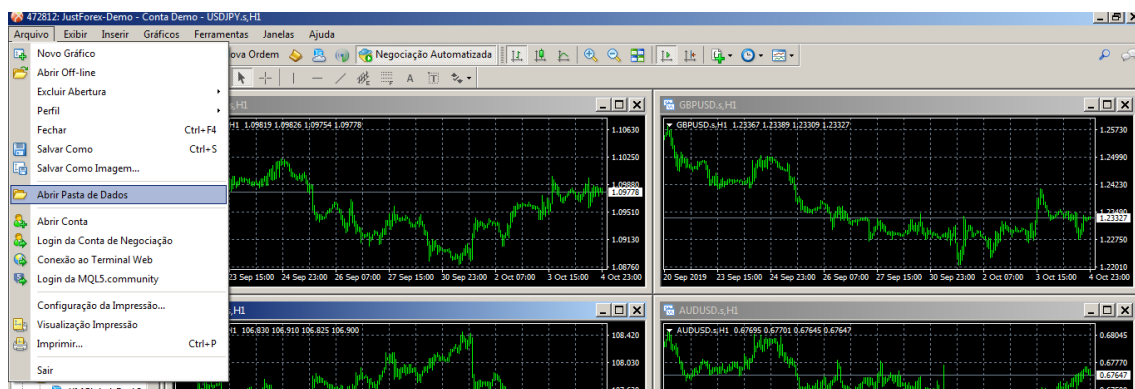 472812: JustForex-Demo - Conta Demo - USDJPY.s,H1
Arquivo Exibir Inserir Gráficos Ferramentas Janelas Ajuda
Novo Gráfico
Abrir Off-line
Excluir Abertura
Perfil
Fechar Ctrl+F4
Salvar Como Ctrl+S
Salvar Como Imagem...
Abrir Pasta de Dados
Abrir Conta
Login da Conta de Negociação
Conexão ao Terminal Web
Login da MQL5.community
Configuração da Impressão...
Visualização Impressão
Imprimir... Ctrl+P
Sair
ova Ordem Negociação Automatizada
A T
s,H1
H1 1.09819 1.09826 1.09754 1.09778
1.10630
1.10250
1.09880
1.09778
1.09510
1.09130
1.08760
23 Sep 15:00 24 Sep 23:00 26 Sep 07:00 27 Sep 15:00 30 Sep 23:00 2 Oct 07:00 3 Oct 15:00 4 Oct 23:00
GBPUSD.s,H1
GBPUSD.s,H1 1.23367 1.23389 1.23309 1.23327
1.25730
1.24990
1.24230
1.23490
1.23327
1.22750
1.22010
20 Sep 2019 23 Sep 15:00 24 Sep 23:00 26 Sep 07:00 27 Sep 15:00 30 Sep 23:00 2 Oct 07:00 3 Oct 15:00 4 Oct 23:00
,H1
H1 106.830 106.910 106.825 106.900
108.420
108.030
AUDUSD.s,H1
AUDUSD.s,H1 0.67695 0.67701 0.67645 0.67647
0.68045
0.67770
0.67647